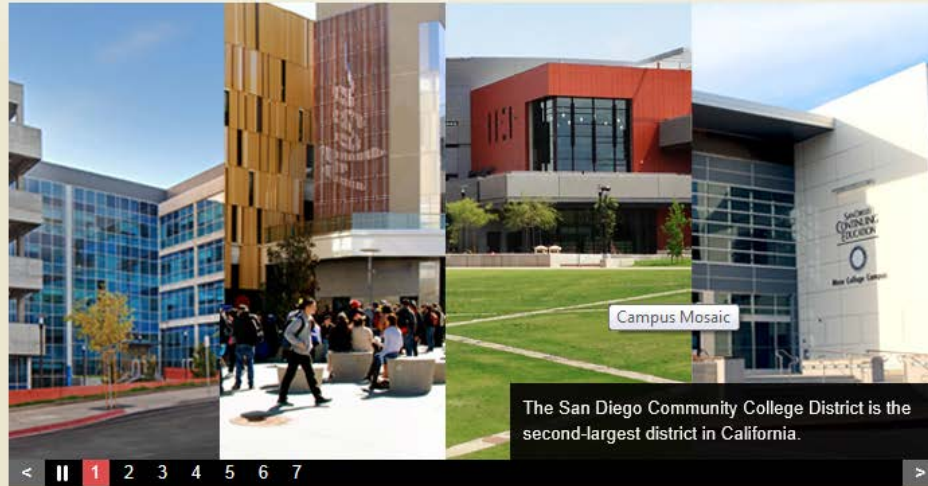 SAN DIEGO
CONTINUING
EDUCATION
Mesa College Campus
Campus Mosaic
The San Diego Community College District is the
second-largest district in California.
< 1 2 3 4 5 6 7 >